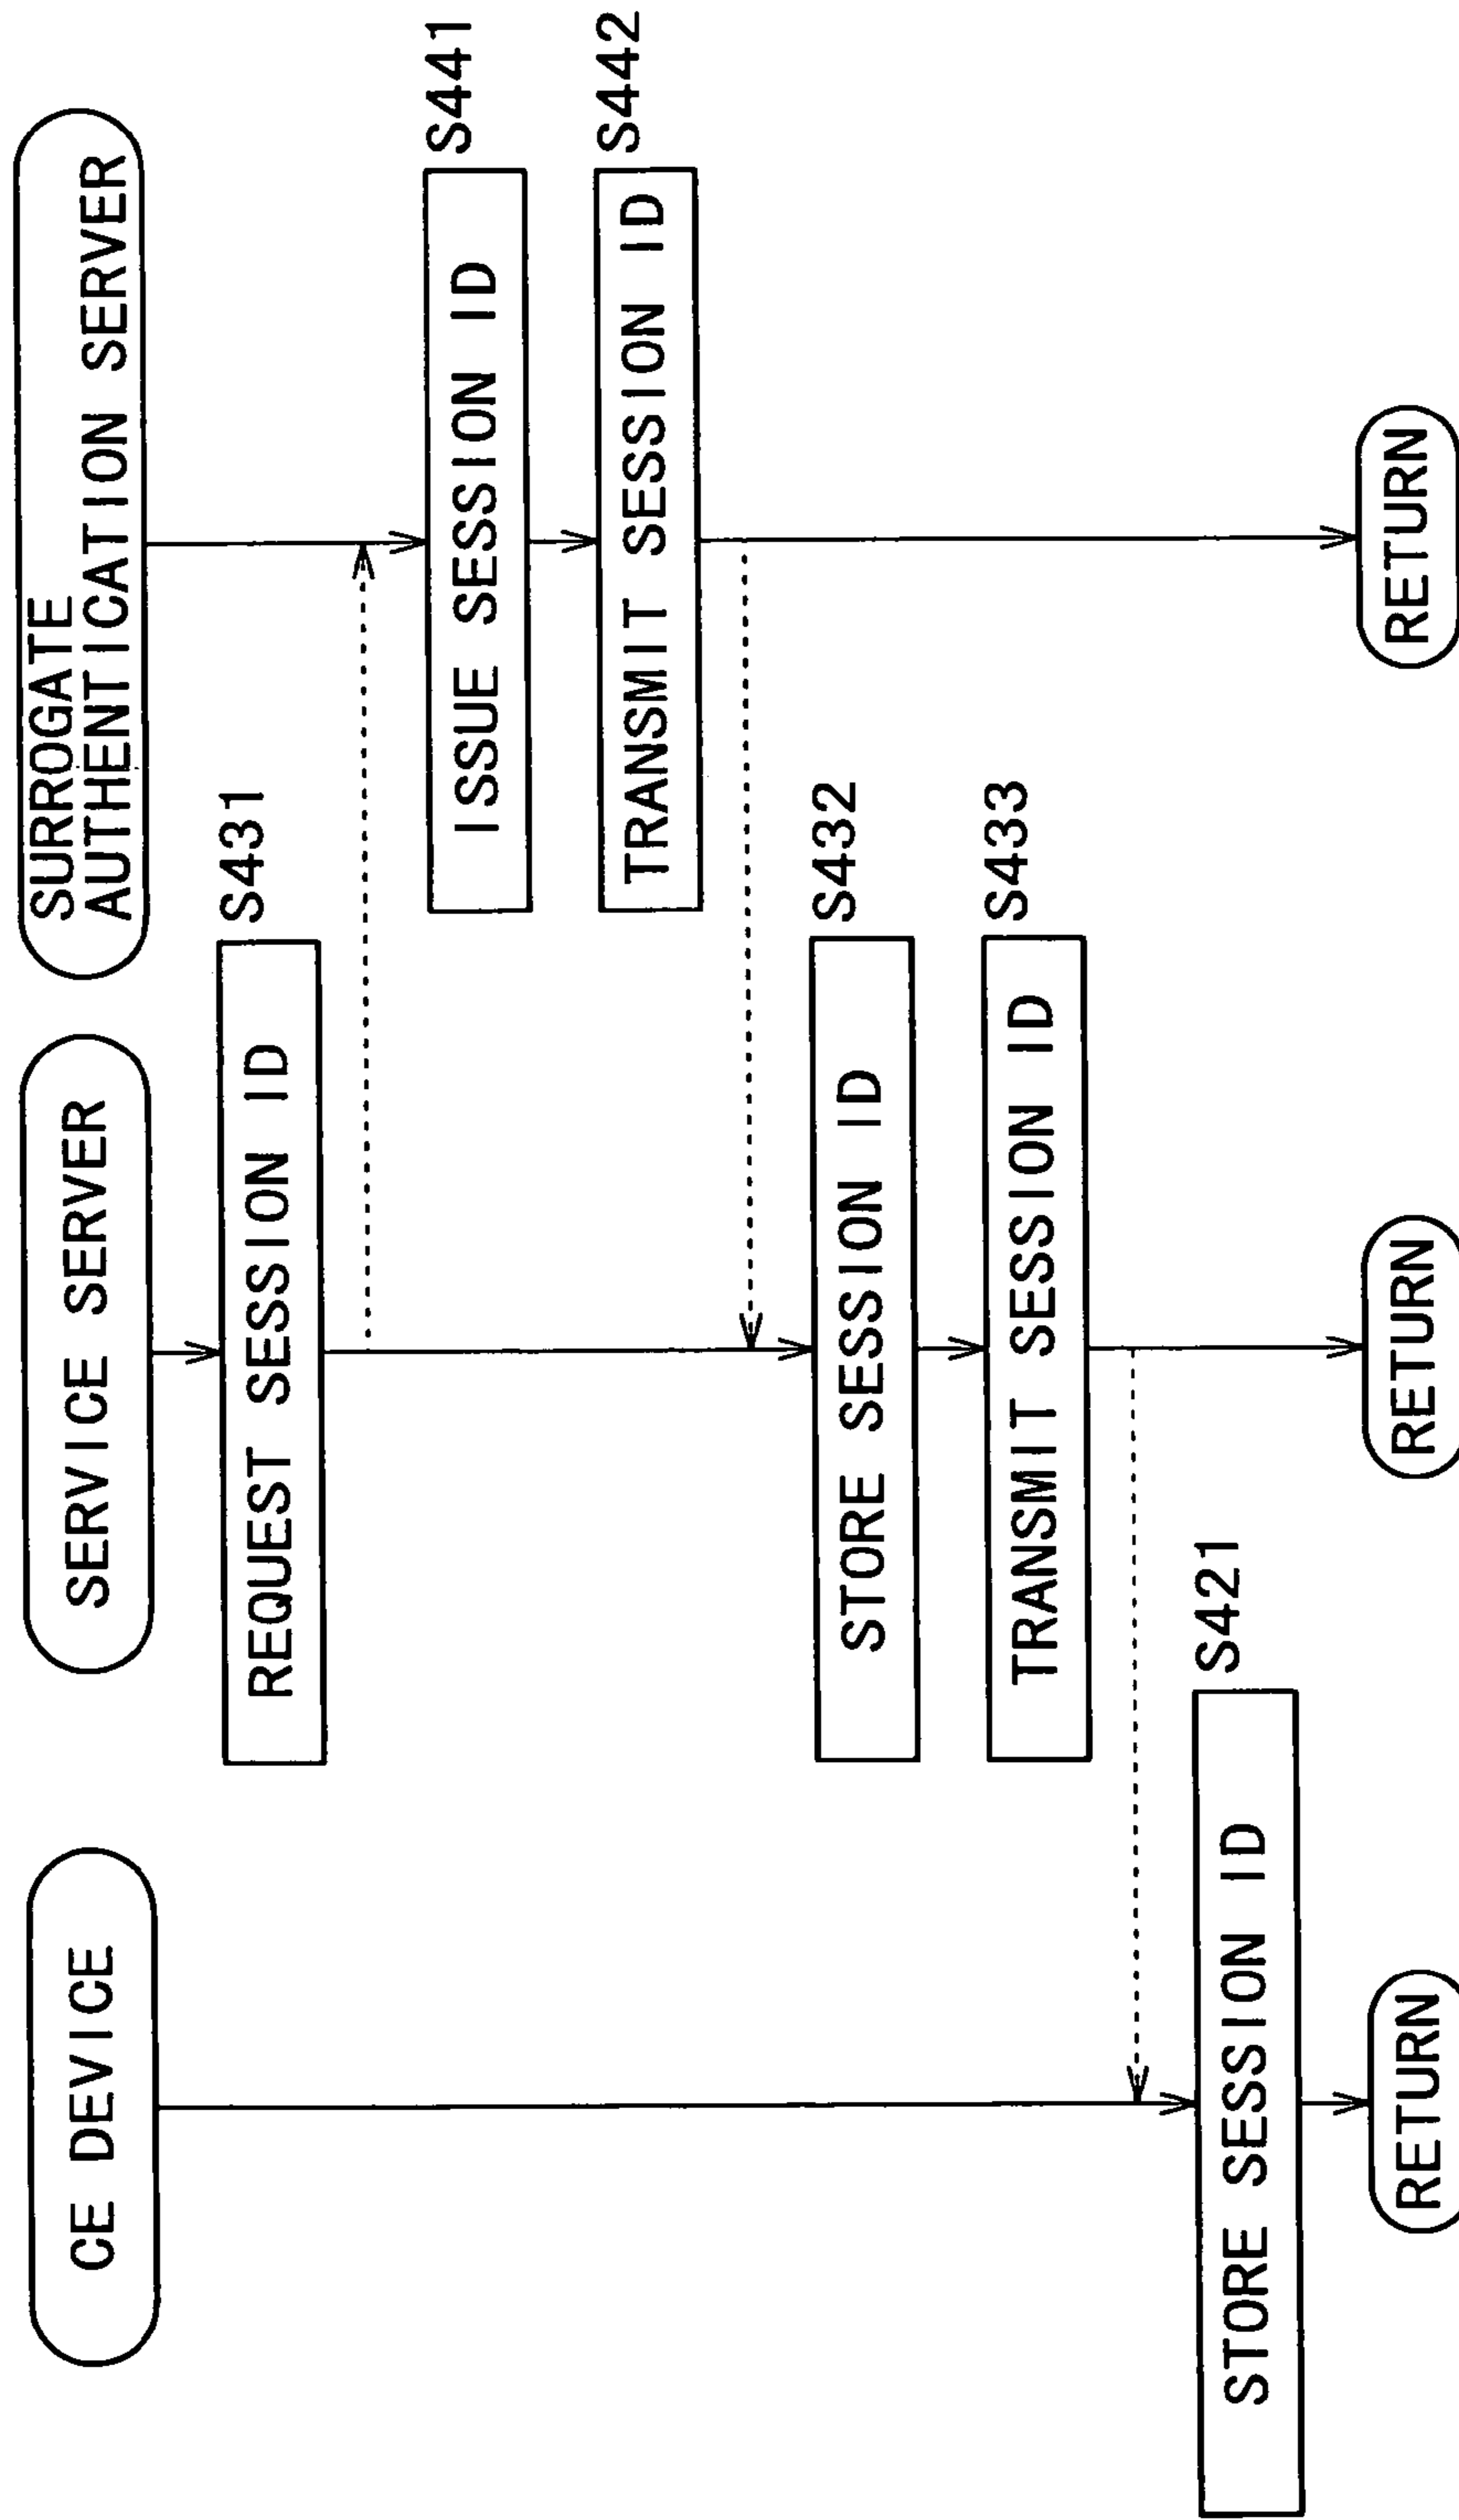 CE DEVICE
SERVICE SERVER
SURROGATE
AUTHENTICATION SERVER
S431
REQUEST SESSION ID
S441
ISSUE SESSION ID
S442
TRANSMIT SESSION ID
S432
STORE SESSION ID
S433
TRANSMIT SESSION ID
S421
STORE SESSION ID
RETURN
RETURN
RETURN